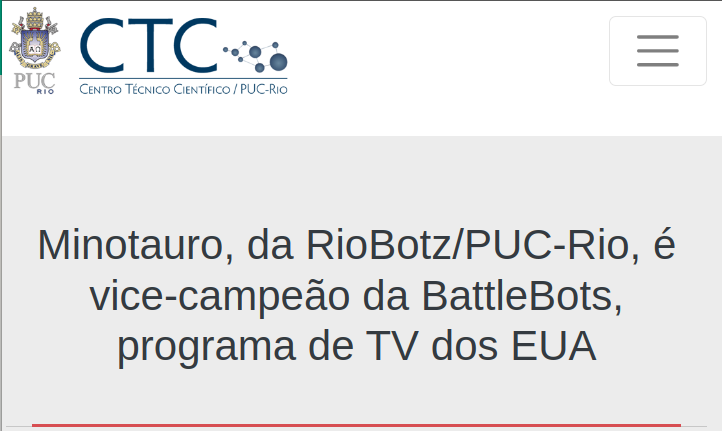 PUC
RIO
CTC
CENTRO TÉCNICO CIENTÍFICO / PUC-RIO
Minotauro, da RioBotz/PUC-Rio, é
vice-campeão da BattleBots,
programa de TV dos EUA